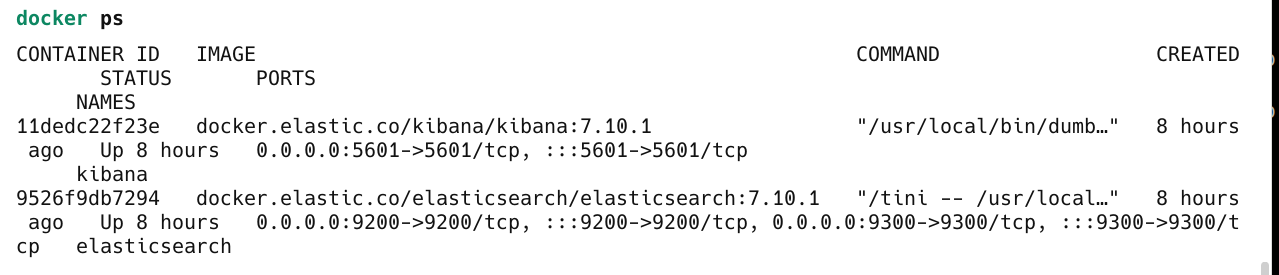 docker ps
CONTAINER ID   IMAGE                                                  COMMAND                  CREATED
       STATUS       PORTS
     NAMES
11dedc22f23e   docker.elastic.co/kibana/kibana:7.10.1                 "/usr/local/bin/dumb…"   8 hours
 ago   Up 8 hours   0.0.0.0:5601->5601/tcp, :::5601->5601/tcp
     kibana
9526f9db7294   docker.elastic.co/elasticsearch/elasticsearch:7.10.1   "/tini -- /usr/local…"   8 hours
 ago   Up 8 hours   0.0.0.0:9200->9200/tcp, :::9200->9200/tcp, 0.0.0.0:9300->9300/tcp, :::9300->9300/t
cp   elasticsearch